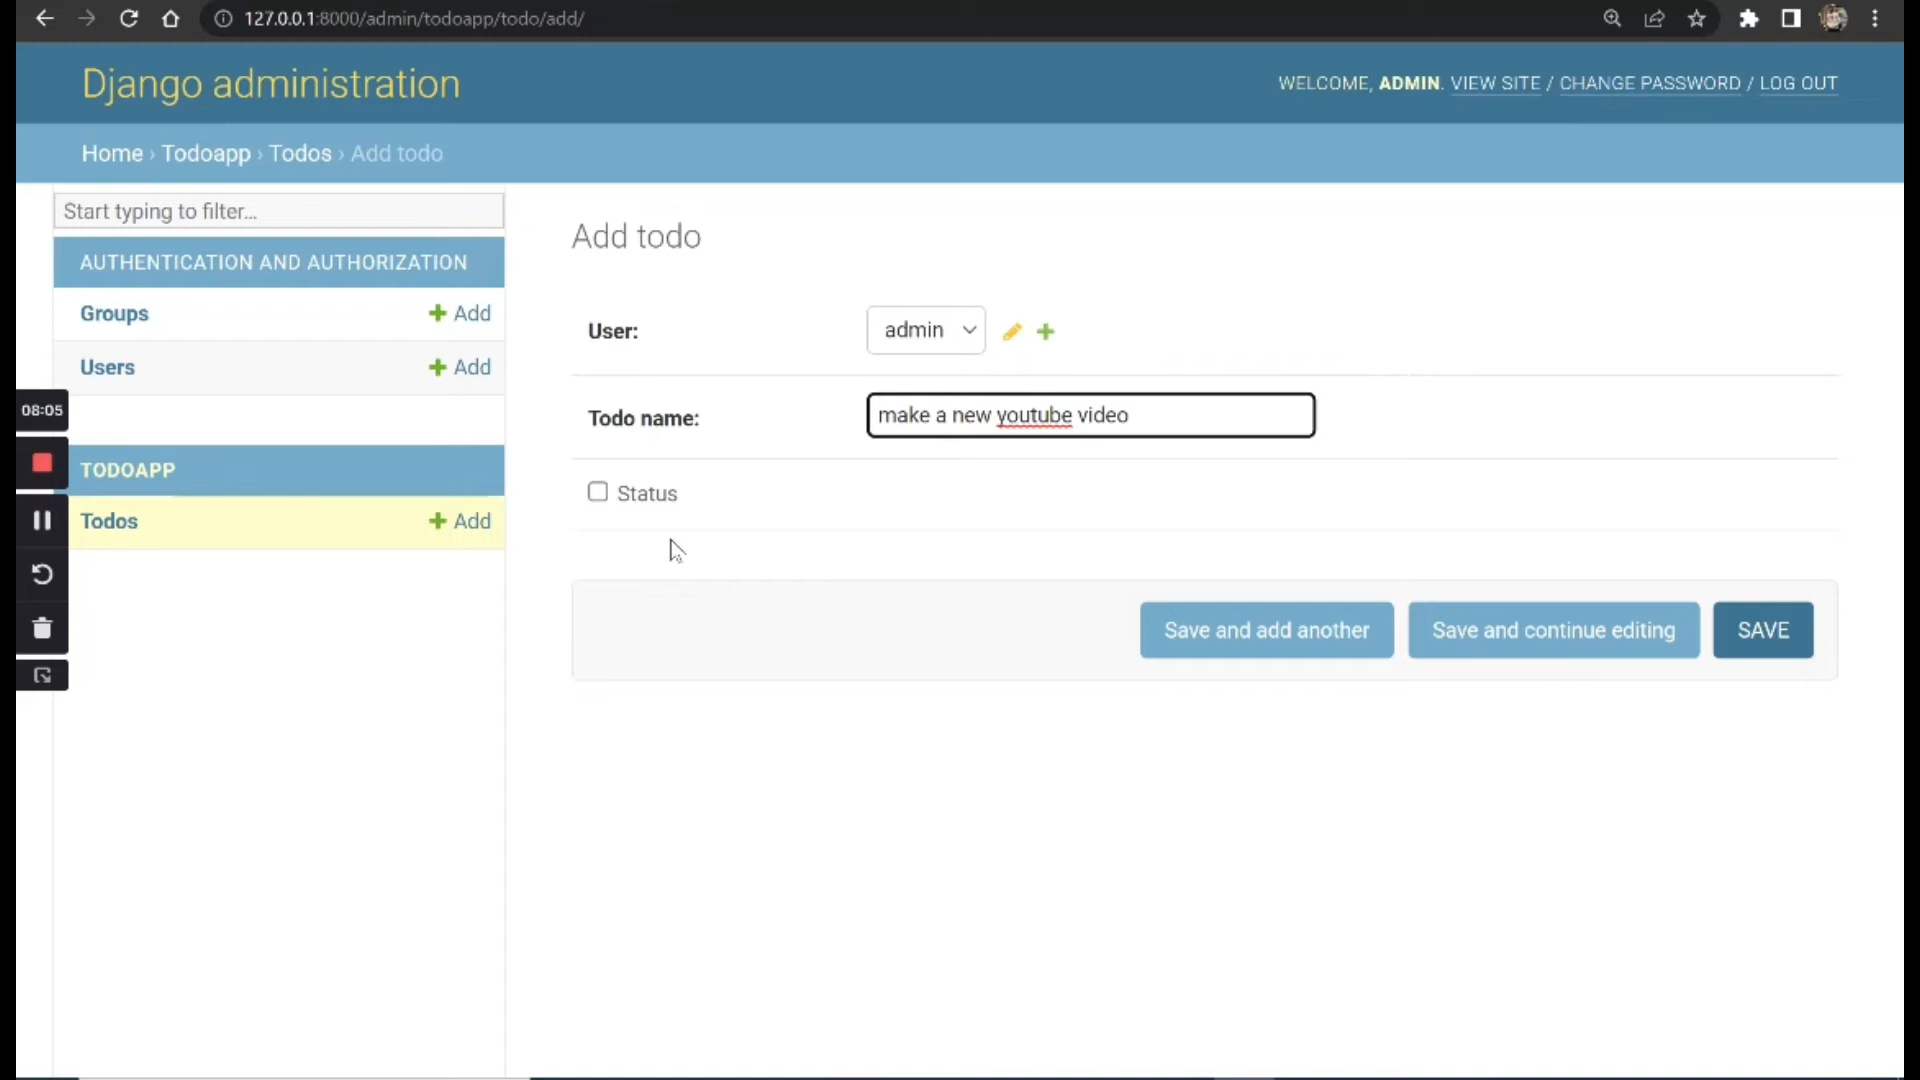 127.0.0.1:8000/admin/todoapp/todo/add/
Django administration
WELCOME, ADMIN. VIEW SITE / CHANGE PASSWORD / LOG OUT
Home › Todoapp › Todos › Add todo
Start typing to filter...
AUTHENTICATION AND AUTHORIZATION
Groups + Add
Users + Add
08:05
TODOAPP
Todos + Add
Add todo
User: admin
Todo name: make a new youtube video
Status
Save and add another Save and continue editing SAVE